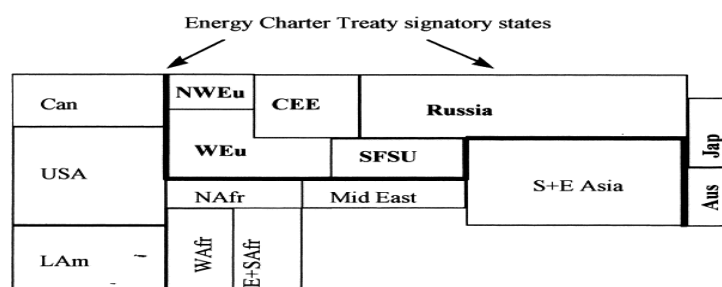 Energy Charter Treaty signatory states
Can
NWEu
CEE
Russia
Jap
USA
WEu
SFSU
S+E Asia
Aus
NAfr
Mid East
LAm
WAfr
E+SAfr